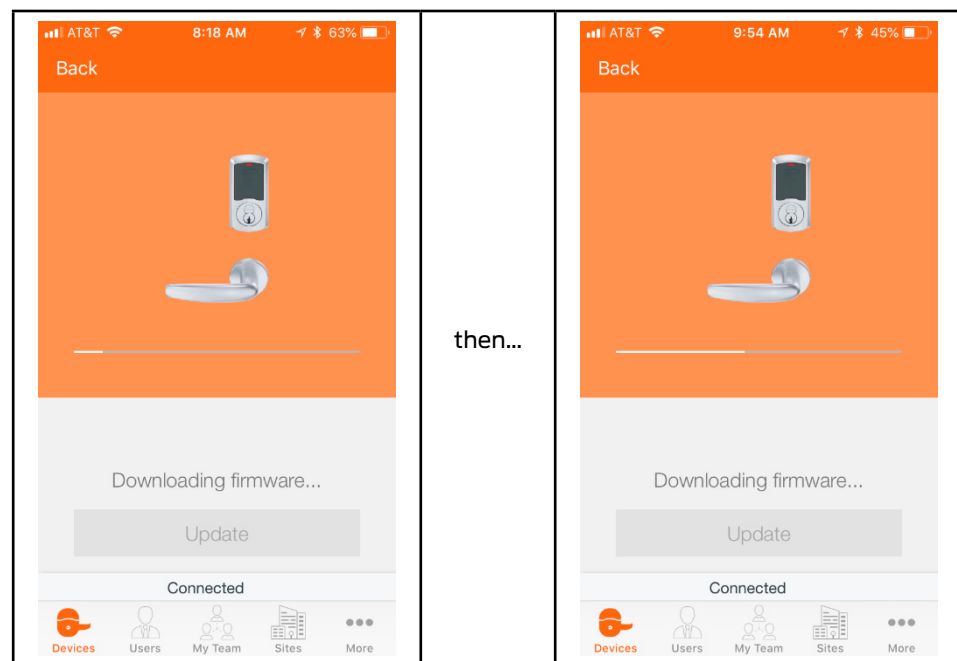 AT&T 8:18 AM 63%
Back
Downloading firmware...
Update
Connected
Devices Users My Team Sites More
then...
AT&T 9:54 AM 45%
Back
Downloading firmware...
Update
Connected
Devices Users My Team Sites More